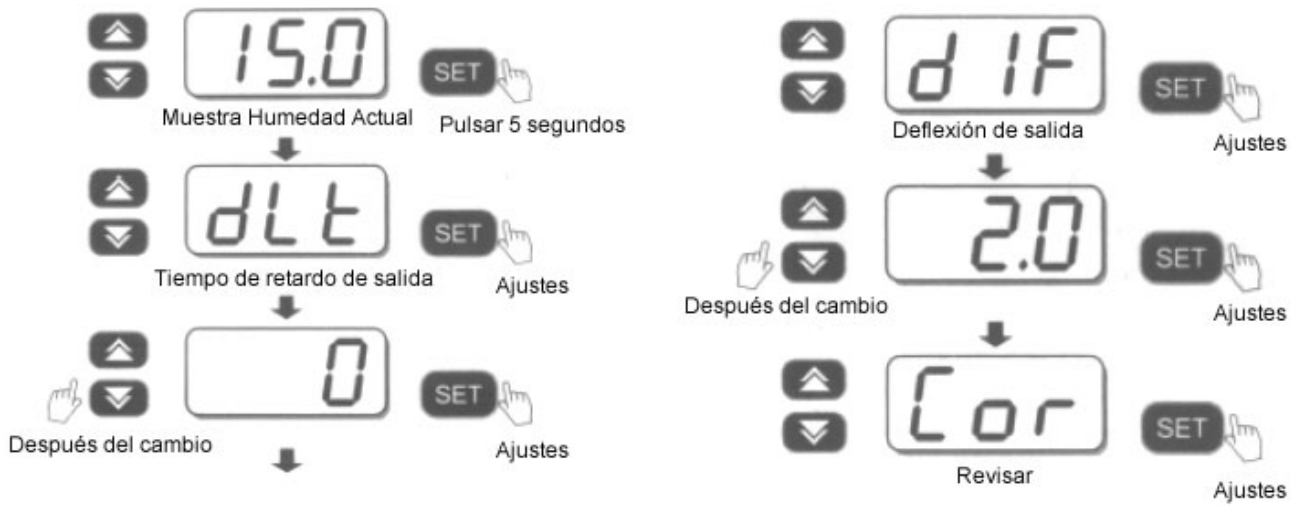 15.0
SET
Muestra Humedad Actual
Pulsar 5 segundos
dLt
SET
Tiempo de retardo de salida
Ajustes
0
SET
Después del cambio
Ajustes
dIF
SET
Deflexión de salida
Ajustes
2.0
SET
Después del cambio
Ajustes
Cor
SET
Revisar
Ajustes